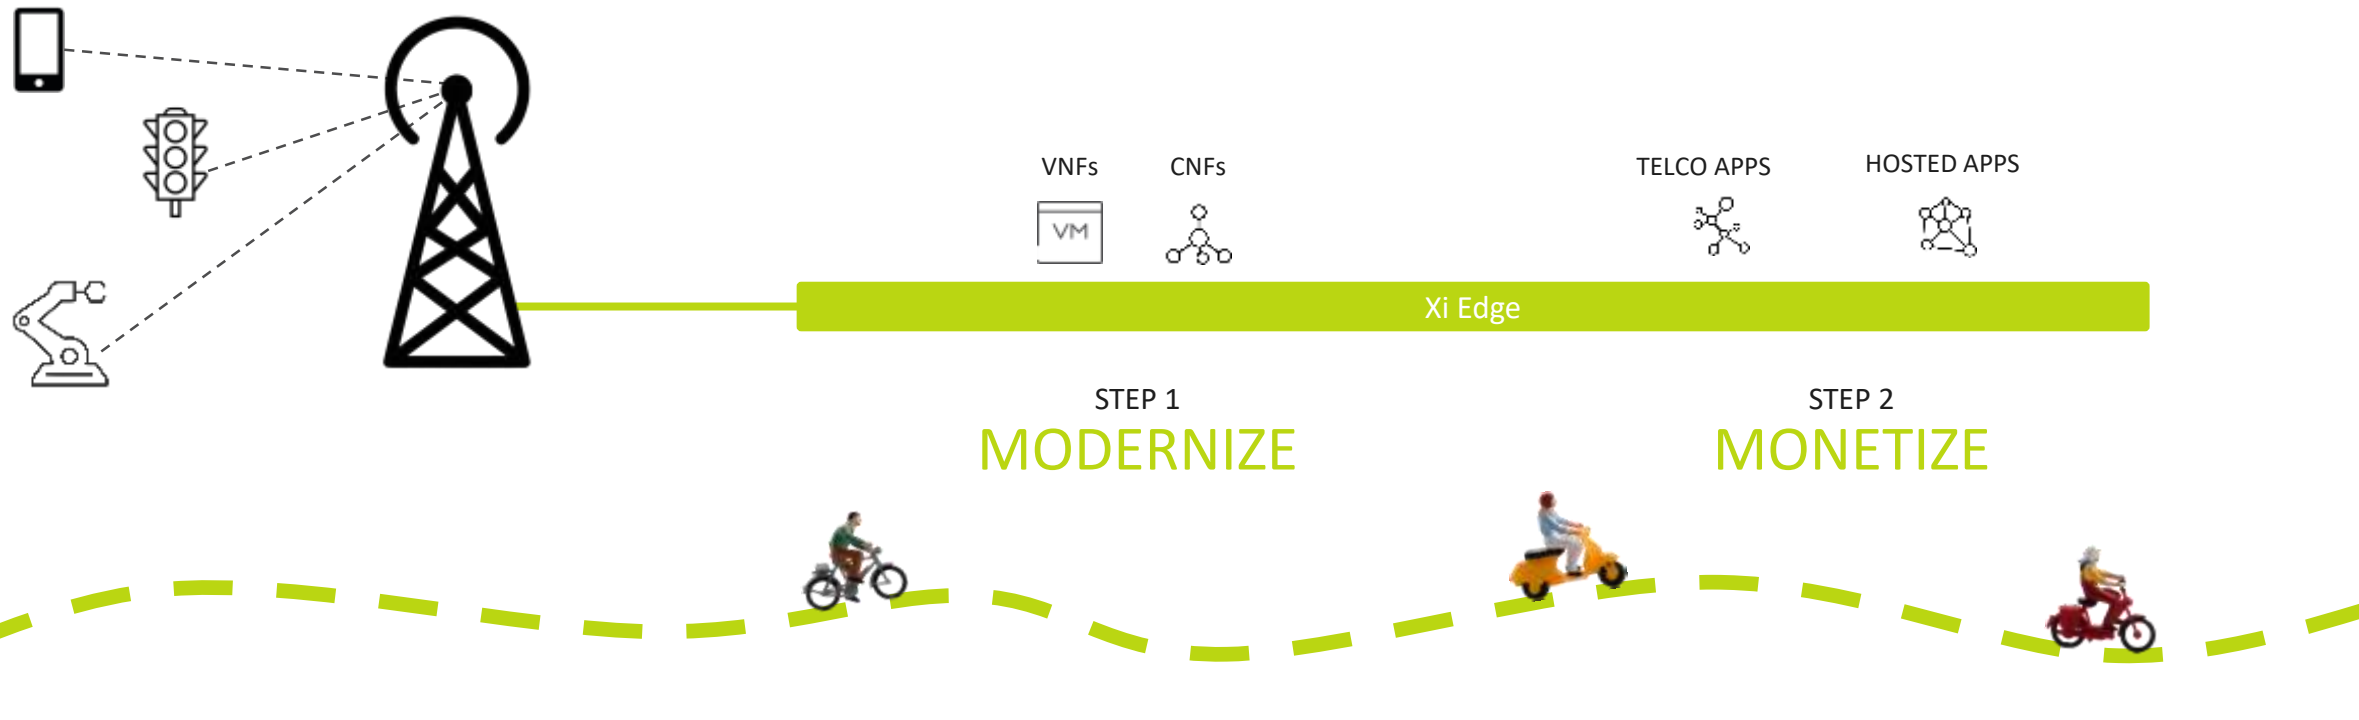 VNFs
CNFs
TELCO APPS
HOSTED APPS
VM
Xi Edge
STEP 1
MODERNIZE
STEP 2
MONETIZE